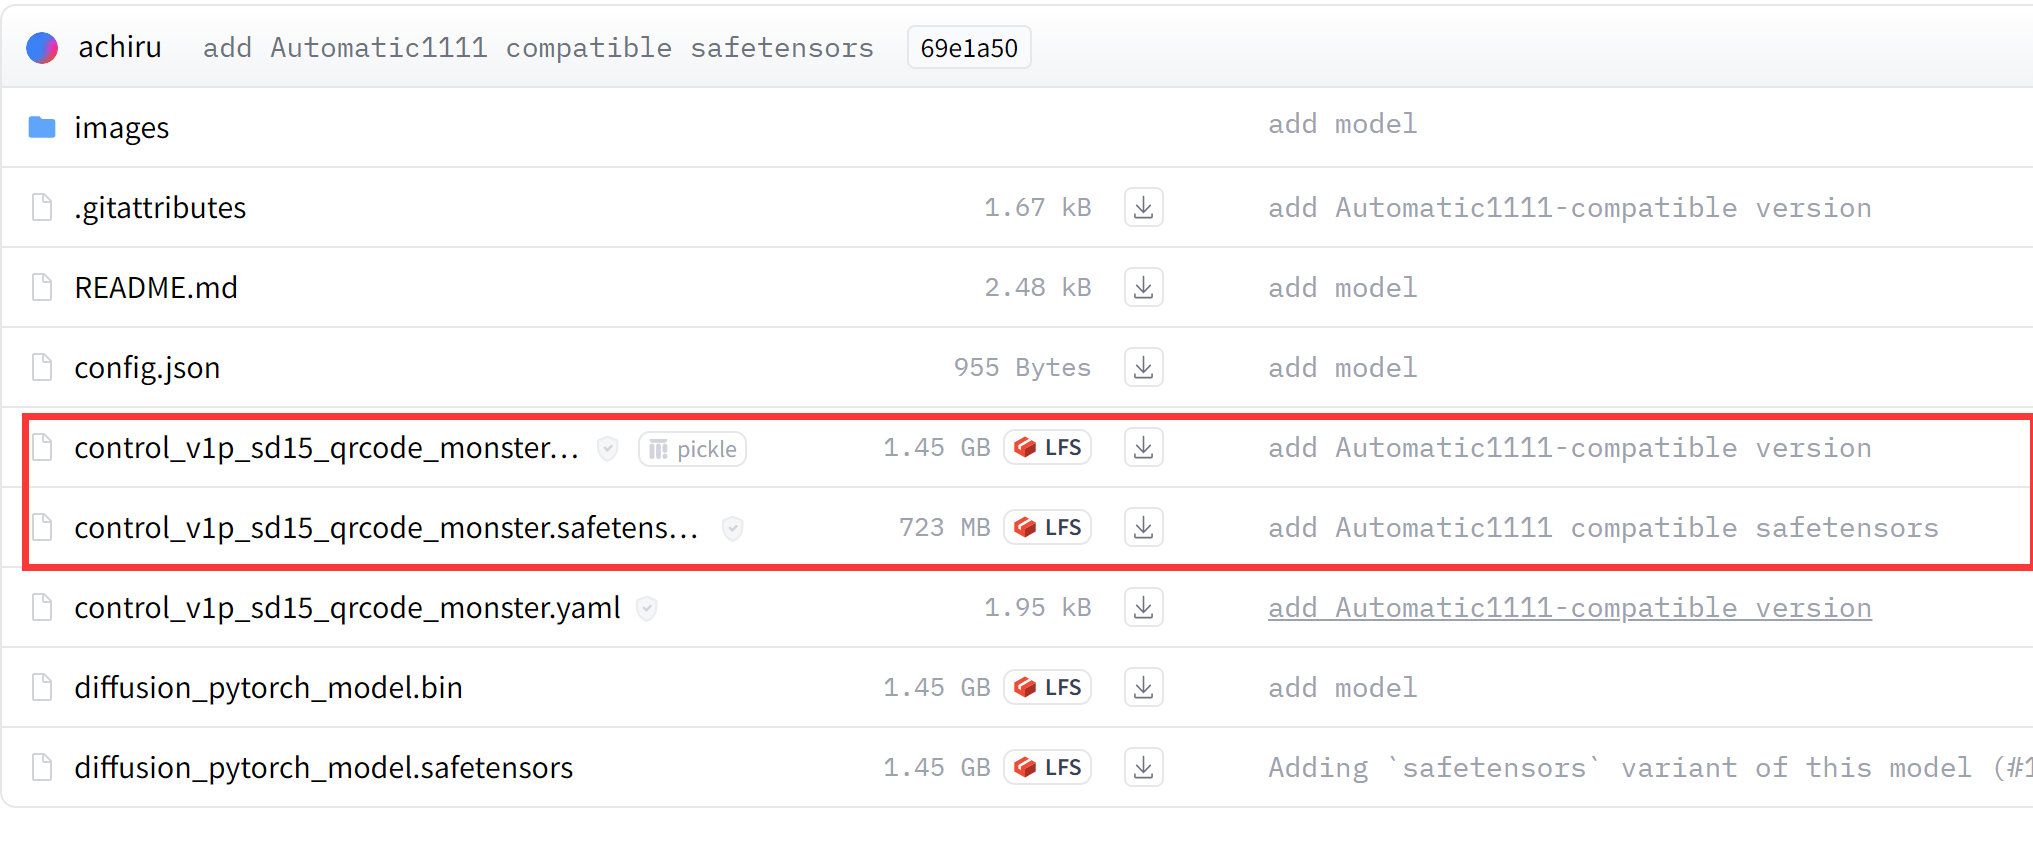 achiru add Automatic1111 compatible safetensors 69e1a50
images add model
.gitattributes 1.67 kB add Automatic1111-compatible version
README.md 2.48 kB add model
config.json 955 Bytes add model
control_v1p_sd15_qrcode_monster... pickle 1.45 GB LFS add Automatic1111-compatible version
control_v1p_sd15_qrcode_monster.safetens... 723 MB LFS add Automatic1111 compatible safetensors
control_v1p_sd15_qrcode_monster.yaml 1.95 kB add Automatic1111-compatible version
diffusion_pytorch_model.bin 1.45 GB LFS add model
diffusion_pytorch_model.safetensors 1.45 GB LFS Adding `safetensors` variant of this model (#1